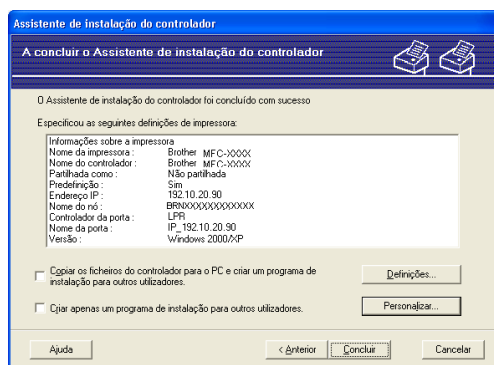 Assistente de instalação do controlador
A concluir o Assistente de instalação do controlador
O Assistente de instalação do controlador foi concluído com sucesso
Especificou as seguintes definições de impressora:
Informações sobre a impressora
Nome da impressora : Brother MFC-XXXX
Nome do controlador : Brother MFC-XXXX
Partilhada como : Não partilhada
Predefinição : Sim
Endereço IP : 192.10.20.90
Nome do nó : BRNXXXXXXXXXXXX
Controlador da porta : LPR
Nome da porta : IP_192.10.20.90
Versão : Windows 2000/XP
Copiar os ficheiros do controlador para o PC e criar um programa de
instalação para outros utilizadores.
Definições...
Criar apenas um programa de instalação para outros utilizadores.
Personalizar...
Ajuda
< Anterior
Concluir
Cancelar